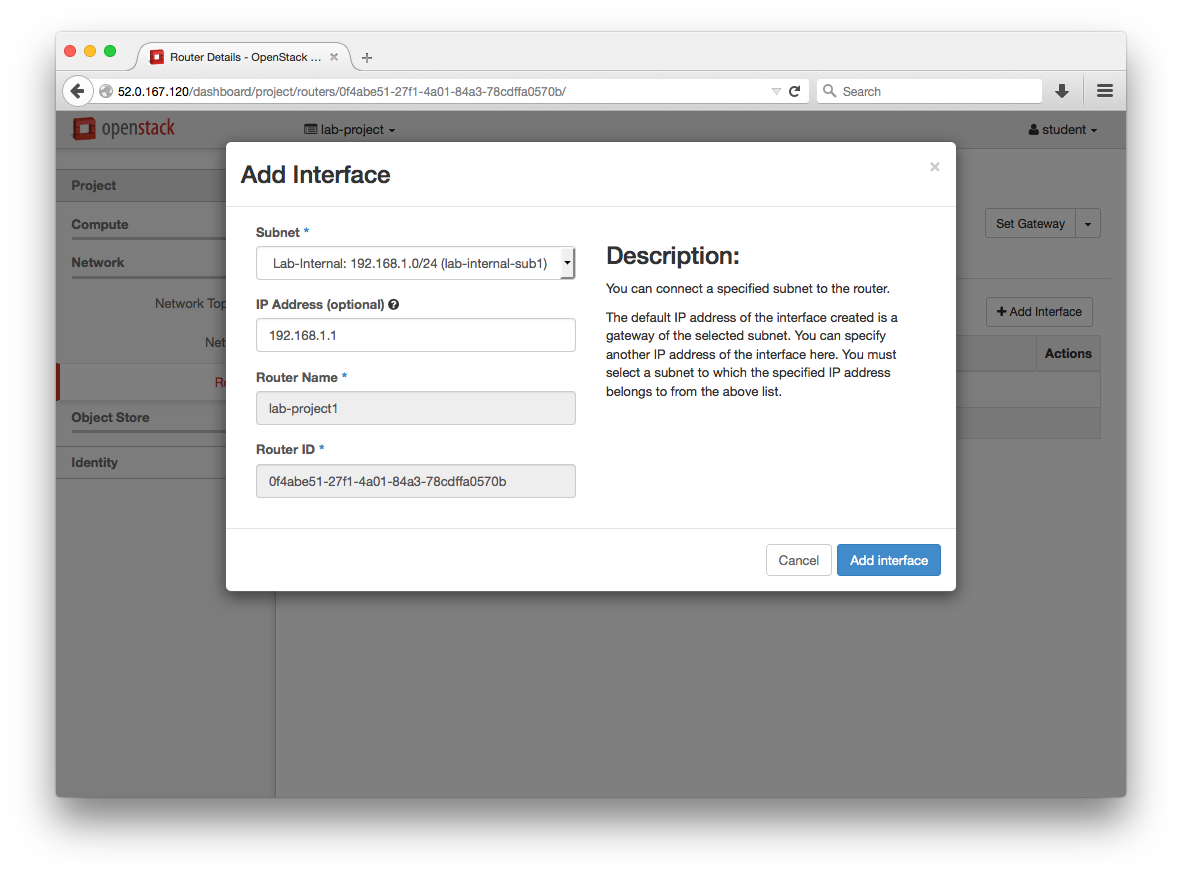 Router Details - OpenStack ...
52.0.167.120/dashboard/project/routers/0f4abe51-27f1-4a01-84a3-78cdffa0570b/
Search
openstack
lab-project
student
Project
Compute
Network
Network Top
Net
R
Object Store
Identity
Set Gateway
+ Add Interface
Actions
Add Interface
×
Subnet *
Lab-Internal: 192.168.1.0/24 (lab-internal-sub1)
IP Address (optional)
192.168.1.1
Router Name *
lab-project1
Router ID *
0f4abe51-27f1-4a01-84a3-78cdffa0570b
Description:
You can connect a specified subnet to the router.
The default IP address of the interface created is a
gateway of the selected subnet. You can specify
another IP address of the interface here. You must
select a subnet to which the specified IP address
belongs to from the above list.
Cancel
Add interface